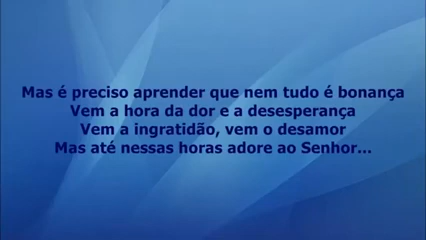 Mas é preciso aprender que nem tudo é bonança
Vem a hora da dor e a desesperança
Vem a ingratidão, vem o desamor
Mas até nessas horas adore ao Senhor...